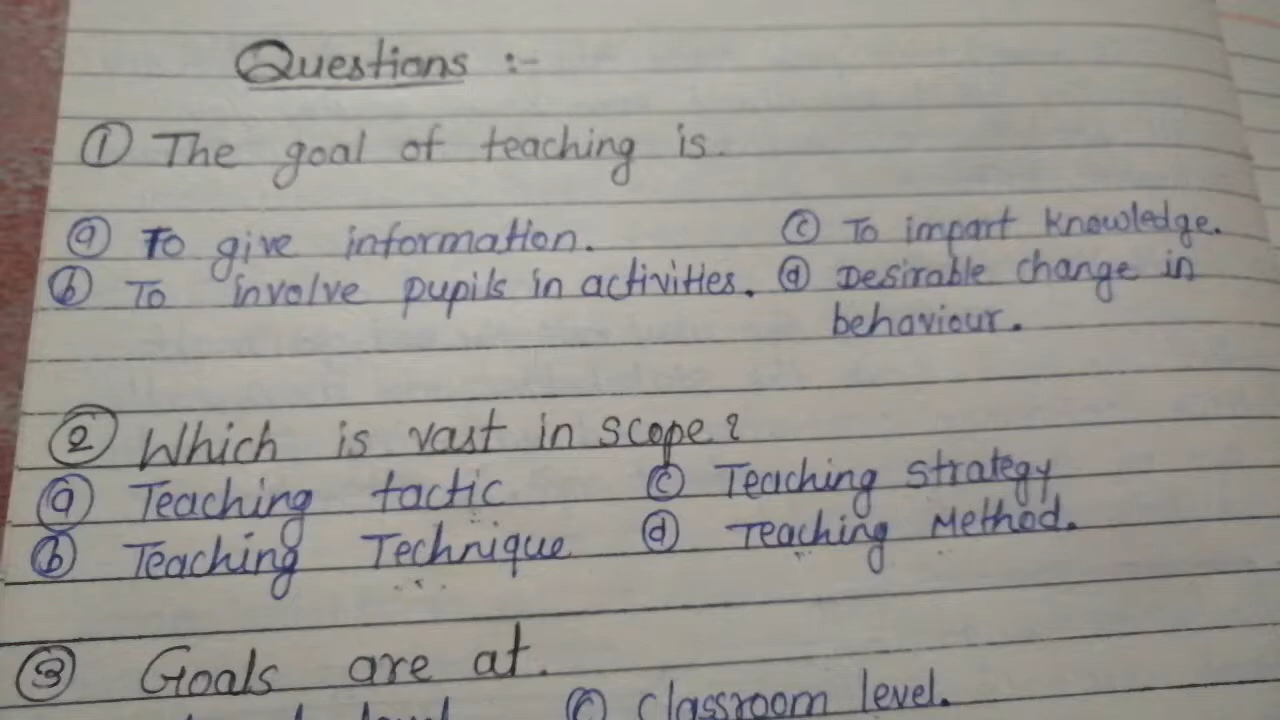 Questions :-
① The goal of teaching is.
ⓐ To give information. ⓒ To impart knowledge.
ⓑ To involve pupils in activities. ⓓ Desirable change in
behaviour.
② Which is vast in scope?
ⓐ Teaching tactic ⓒ Teaching strategy
ⓑ Teaching Technique ⓓ Teaching Method.
③ Goals are at.
level ⓒ classroom level.